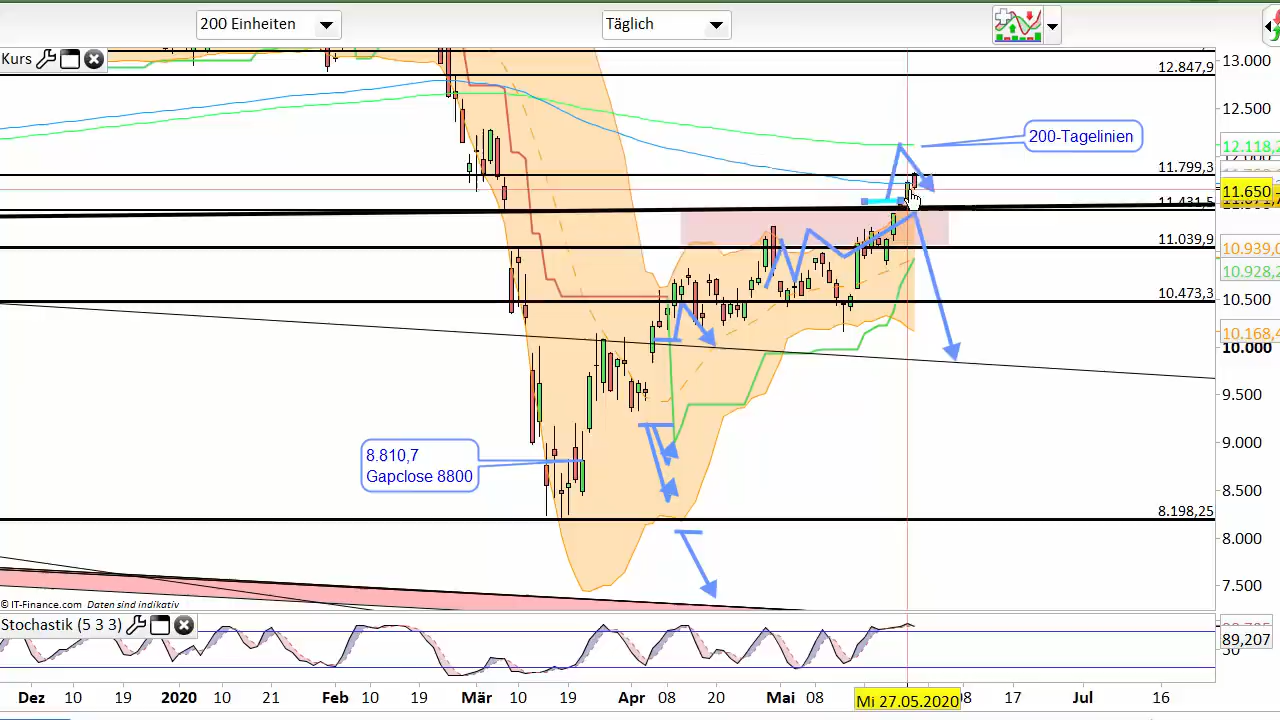 200 Einheiten
Täglich
Kurs
13.000
12.847,9
12.500
200-Tagelinien
12.118,2
12.000
11.799,3
11.650
11.431,5
11.039,9
10.939,0
10.928,2
10.473,3
10.500
10.168,4
10.000
9.500
9.000
8.810,7
Gapclose 8800
8.500
8.198,25
8.000
7.500
© IT-Finance.com Daten sind indikativ
Stochastik (5 3 3)
89,207
Dez 10 19 2020 10 21 Feb 10 19 Mär 10 19 Apr 08 20 Mai 08 Mi 27.05.2020 08 17 Jul 16